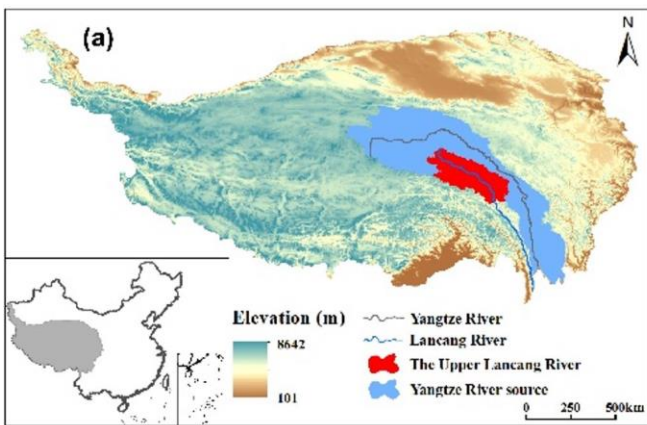 (a)
N
Elevation (m)
8642
101
Yangtze River
Lancang River
The Upper Lancang River
Yangtze River source
0 250 500km